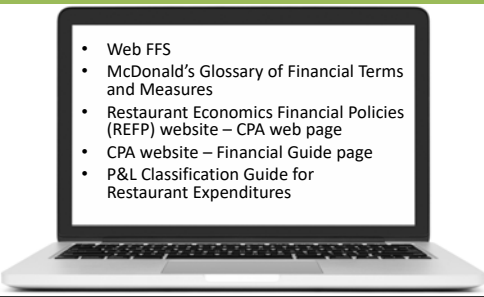 • Web FFS
• McDonald's Glossary of Financial Terms
and Measures
• Restaurant Economics Financial Policies
(REFP) website – CPA web page
• CPA website – Financial Guide page
• P&L Classification Guide for
Restaurant Expenditures